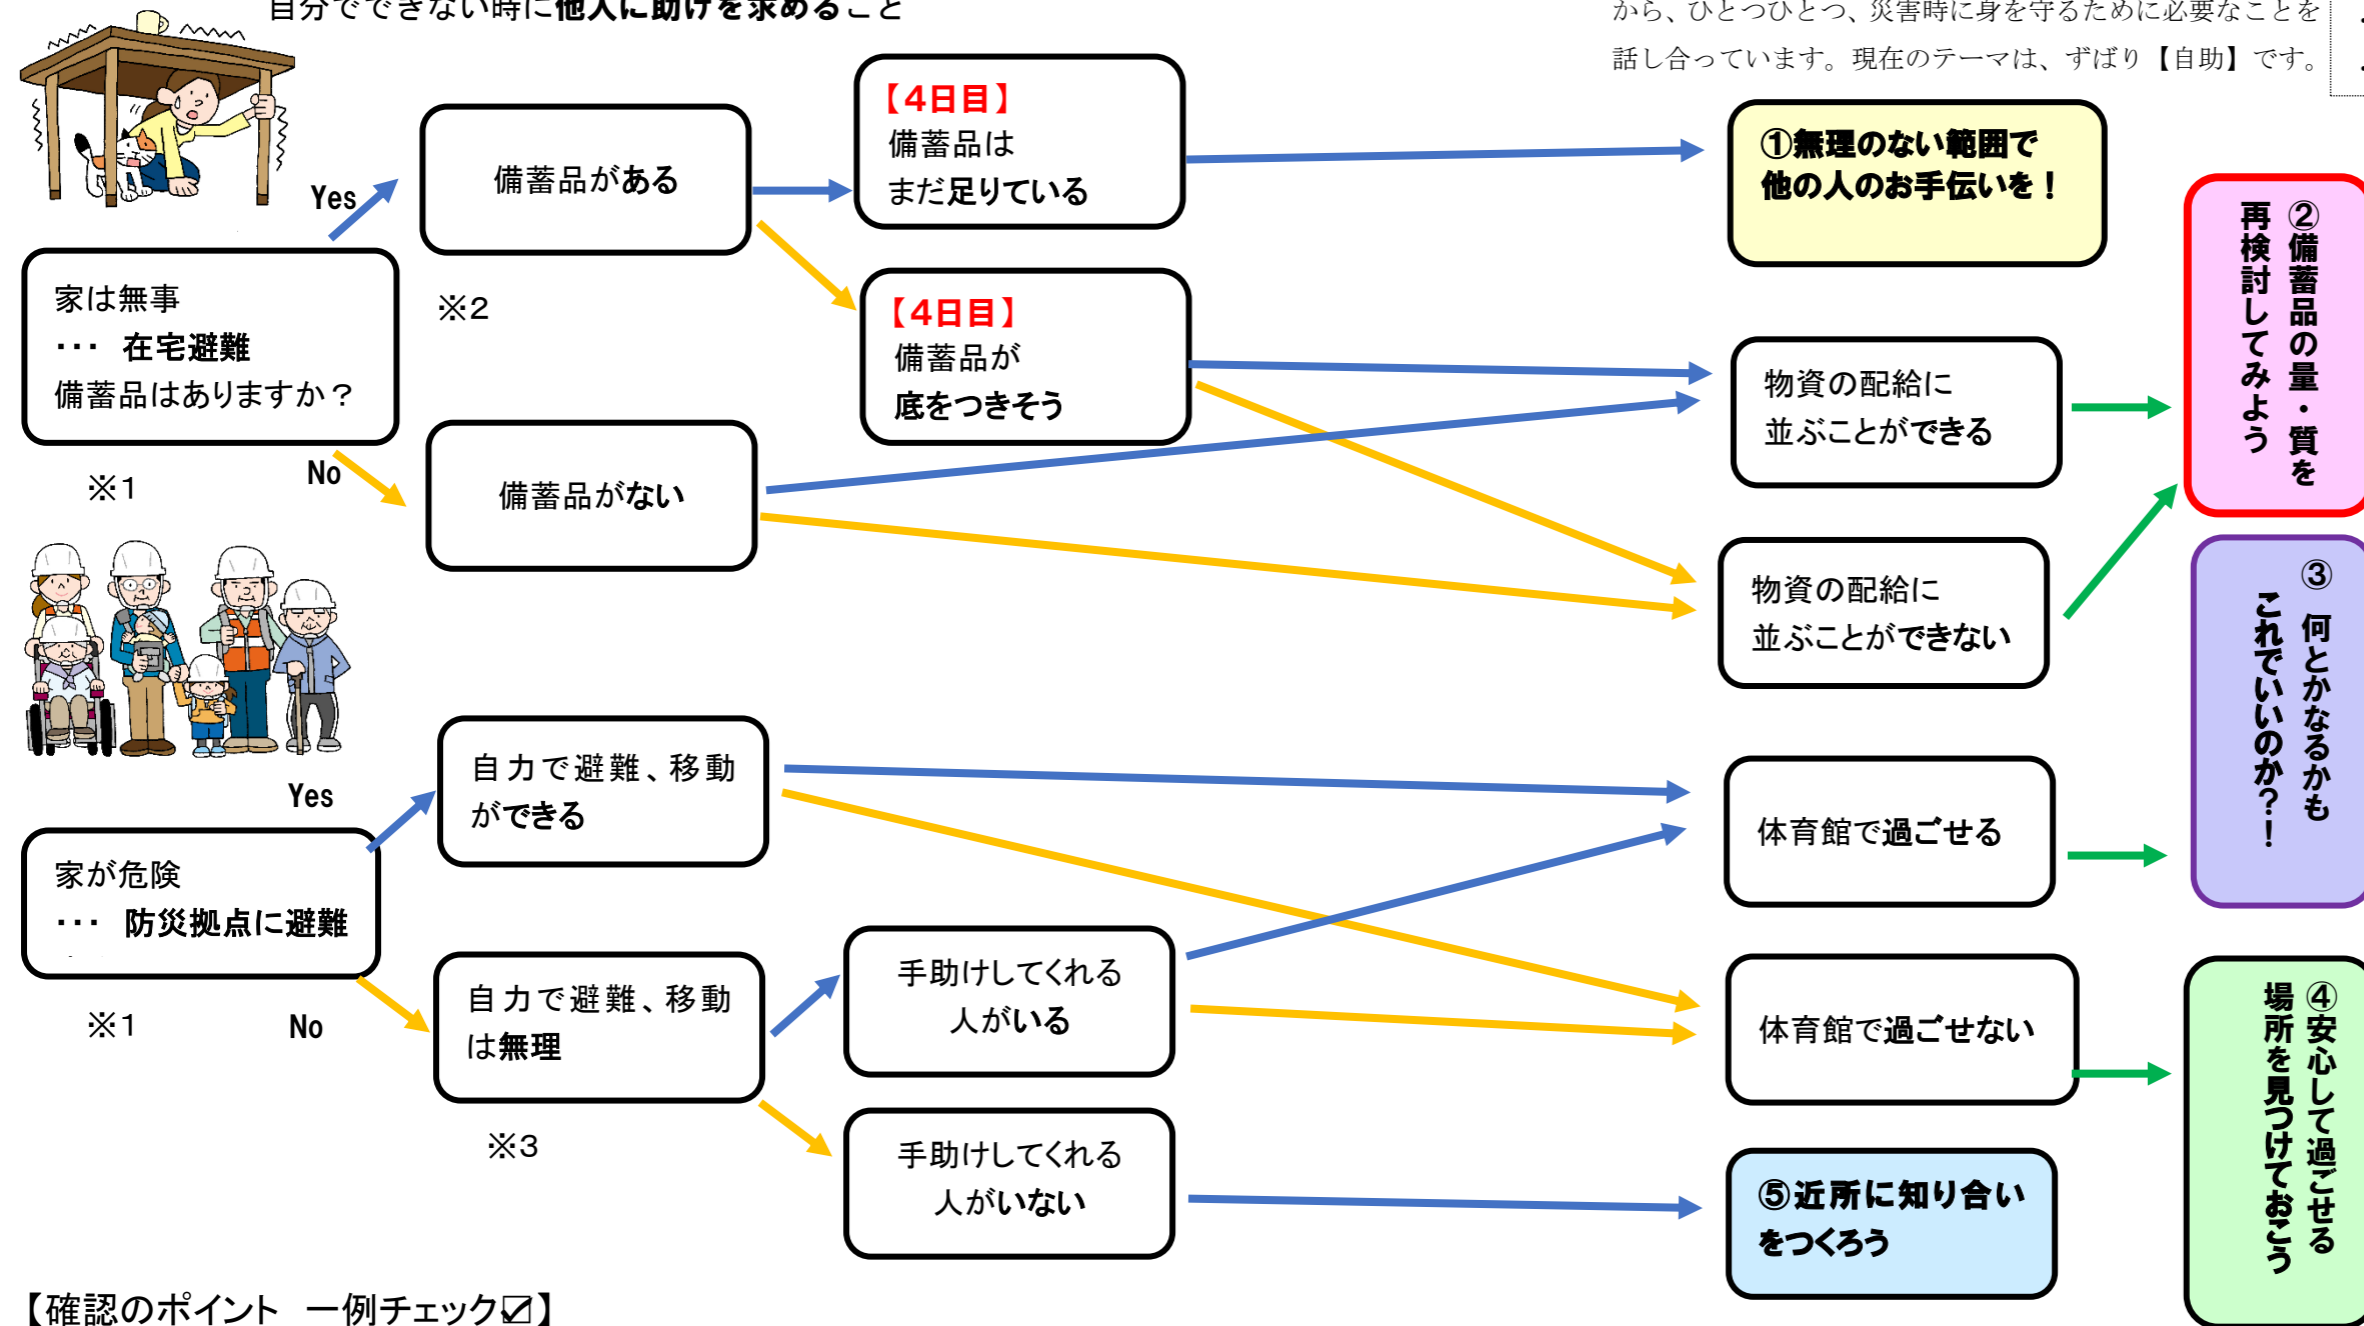 自分でできない時に他人に助けを求めること
から、ひとつひとつ、災害時に身を守るために必要なことを
話し合っています。現在のテーマは、ずばり【自助】です。
Yes
家は無事
・・・ 在宅避難
備蓄品はありますか？
※1
No
備蓄品がある
※2
備蓄品がない
【4日目】
備蓄品は
まだ足りている
【4日目】
備蓄品が
底をつきそう
①無理のない範囲で
他の人のお手伝いを！
物資の配給に
並ぶことができる
物資の配給に
並ぶことができない
②備蓄品の量・質を
再検討してみよう
③ 何とかなるかも
これでいいのか？！
Yes
家が危険
・・・ 防災拠点に避難
※1
No
自力で避難、移動
ができる
自力で避難、移動
は無理
※3
手助けしてくれる
人がいる
手助けしてくれる
人がいない
体育館で過ごせる
体育館で過ごせない
④安心して過ごせる
場所を見つけておこう
⑤近所に知り合い
をつくろう
【確認のポイント 一例チェック☑】